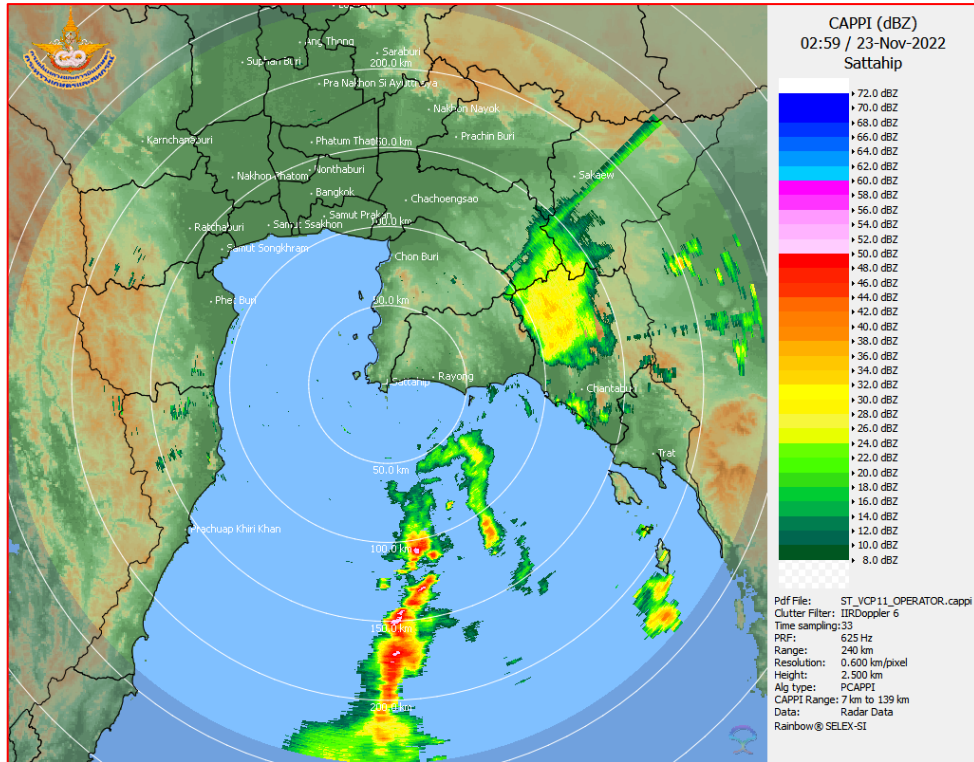 CAPPI (dBZ)
02:59 / 23-Nov-2022
Sattahip
72.0 dBZ
70.0 dBZ
68.0 dBZ
66.0 dBZ
64.0 dBZ
62.0 dBZ
60.0 dBZ
58.0 dBZ
56.0 dBZ
54.0 dBZ
52.0 dBZ
50.0 dBZ
48.0 dBZ
46.0 dBZ
44.0 dBZ
42.0 dBZ
40.0 dBZ
38.0 dBZ
36.0 dBZ
34.0 dBZ
32.0 dBZ
30.0 dBZ
28.0 dBZ
26.0 dBZ
24.0 dBZ
22.0 dBZ
20.0 dBZ
18.0 dBZ
16.0 dBZ
14.0 dBZ
12.0 dBZ
10.0 dBZ
8.0 dBZ
Pdf File: ST_VCP11_OPERATOR.cappi
Clutter Filter: IIRDoppler 6
Time sampling:33
PRF: 625 Hz
Range: 240 km
Resolution: 0.600 km/pixel
Height: 2.500 km
Alg type: PCAPPI
CAPPI Range: 7 km to 139 km
Data: Radar Data
Rainbow® SELEX-SI
Ang Thong
Saraburi
Suphan Buri
200.0 km
Pra Nakhon Si Ayutthaya
Nakhon Nayok
Karnchanaburi
Phatum Thani
150.0 km
Prachin Buri
Nonthaburi
Nakhon Phatom
Sakaew
Bangkok
Chachoengsao
Samut Prakan
Ratchaburi
Samut Ssakhon
100.0 km
Samut Songkhram
Chon Buri
Phet Buri
50.0 km
Sattahip
Rayong
Chantaburi
Trat
50.0 km
Prachuap Khiri Khan
100.0 km
150.0 km
200.0 km